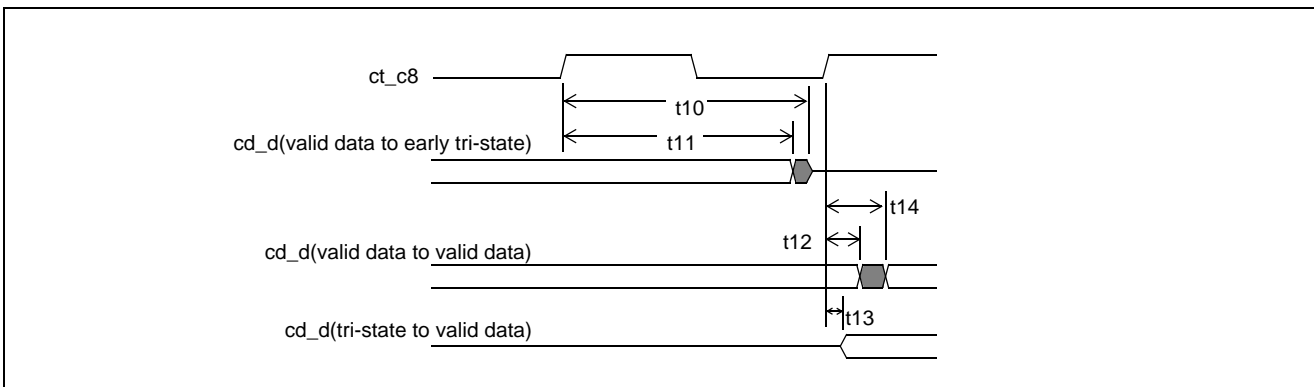 ct_c8
t10
t11
cd_d(valid data to early tri-state)
t14
t12
cd_d(valid data to valid data)
t13
cd_d(tri-state to valid data)